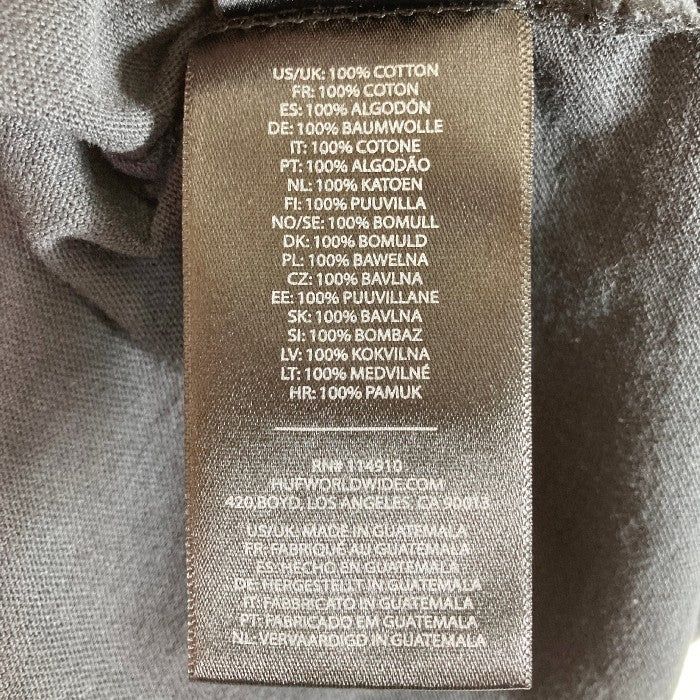 US/UK: 100% COTTON
FR: 100% COTON
ES: 100% ALGODÓN
DE: 100% BAUMWOLLE
IT: 100% COTONE
PT: 100% ALGODÃO
NL: 100% KATOEN
FI: 100% PUUVILLA
NO/SE: 100% BOMULL
DK: 100% BOMULD
PL: 100% BAWELNA
CZ: 100% BAVLNA
EE: 100% PUUVILLANE
SK: 100% BAVLNA
SI: 100% BOMBAZ
LV: 100% KOKVILNA
LT: 100% MEDVILNÉ
HR: 100% PAMUK
RN# 114910
HUFWORLDWIDE.COM
420 BOYD, LOS ANGELES, CA 90013
US/UK: MADE IN GUATEMALA
FR: FABRIQUÉ AU GUATEMALA
ES: HECHO EN GUATEMALA
DE: HERGESTELLT IN GUATEMALA
IT: FABBRICATO IN GUATEMALA
PT: FABRICADO EM GUATEMALA
NL: VERVAARDIGD IN GUATEMALA